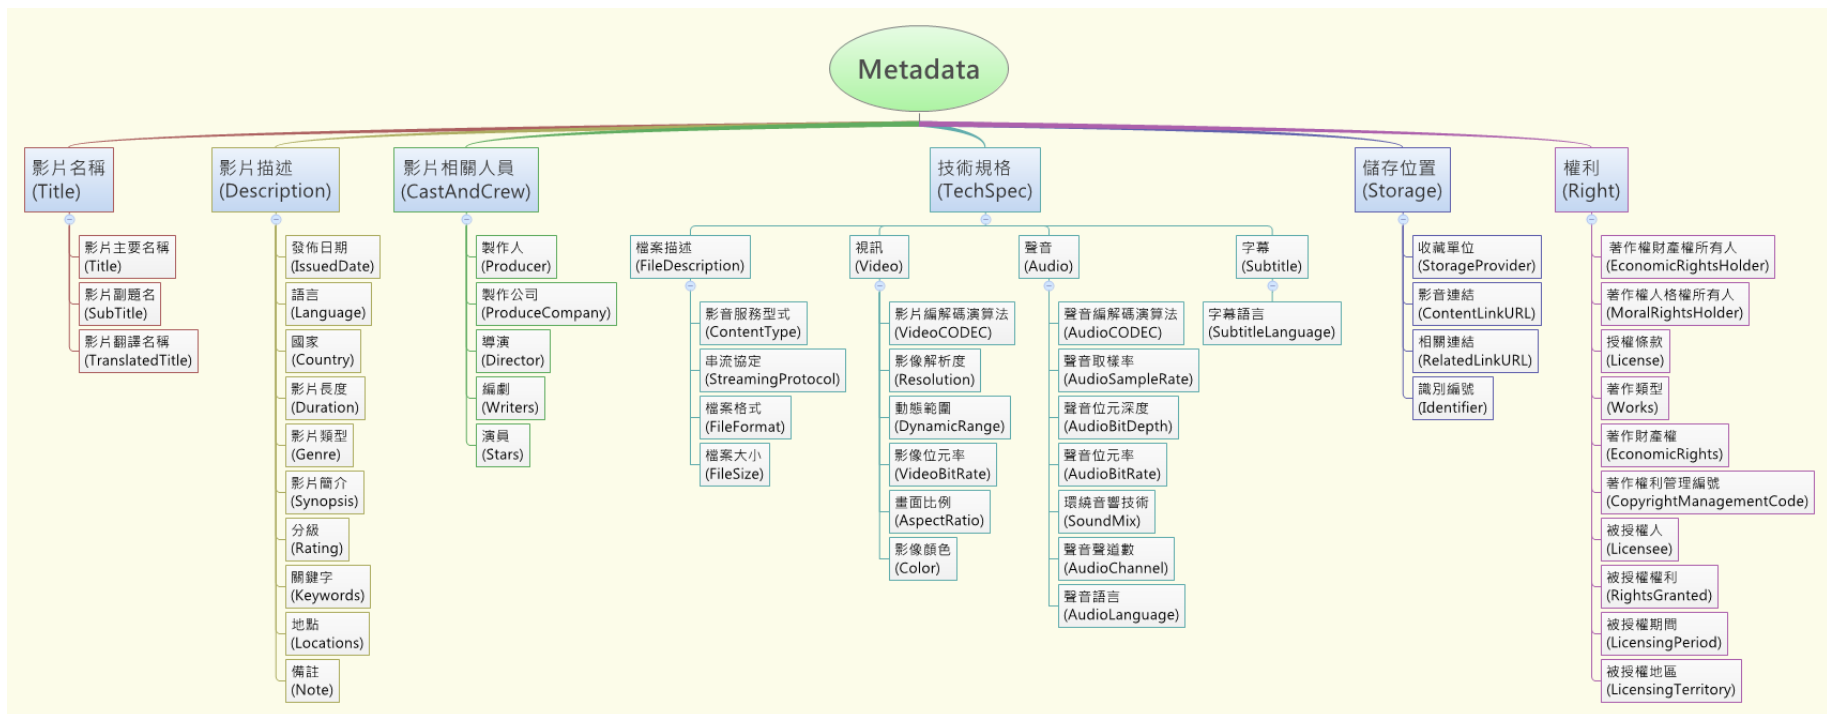 Metadata
影片名稱
(Title)
影片主要名稱
(Title)
影片副題名
(SubTitle)
影片翻譯名稱
(TranslatedTitle)
影片描述
(Description)
發佈日期
(IssuedDate)
語言
(Language)
國家
(Country)
影片長度
(Duration)
影片類型
(Genre)
影片簡介
(Synopsis)
分級
(Rating)
關鍵字
(Keywords)
地點
(Locations)
備註
(Note)
影片相關人員
(CastAndCrew)
製作人
(Producer)
製作公司
(ProduceCompany)
導演
(Director)
編劇
(Writers)
演員
(Stars)
技術規格
(TechSpec)
檔案描述
(FileDescription)
影音服務型式
(ContentType)
串流協定
(StreamingProtocol)
檔案格式
(FileFormat)
檔案大小
(FileSize)
視訊
(Video)
影片編解碼演算法
(VideoCODEC)
影像解析度
(Resolution)
動態範圍
(DynamicRange)
影像位元率
(VideoBitRate)
畫面比例
(AspectRatio)
影像顏色
(Color)
聲音
(Audio)
聲音編解碼演算法
(AudioCODEC)
聲音取樣率
(AudioSampleRate)
聲音位元深度
(AudioBitDepth)
聲音位元率
(AudioBitRate)
環繞音響技術
(SoundMix)
聲音聲道數
(AudioChannel)
聲音語言
(AudioLanguage)
字幕
(Subtitle)
字幕語言
(SubtitleLanguage)
儲存位置
(Storage)
收藏單位
(StorageProvider)
影音連結
(ContentLinkURL)
相關連結
(RelatedLinkURL)
識別編號
(Identifier)
權利
(Right)
著作權財產權所有人
(EconomicRightsHolder)
著作權人格權所有人
(MoralRightsHolder)
授權條款
(License)
著作類型
(Works)
著作財產權
(EconomicRights)
著作權利管理編號
(CopyrightManagementCode)
被授權人
(Licensee)
被授權權利
(RightsGranted)
被授權期間
(LicensingPeriod)
被授權地區
(LicensingTerritory)